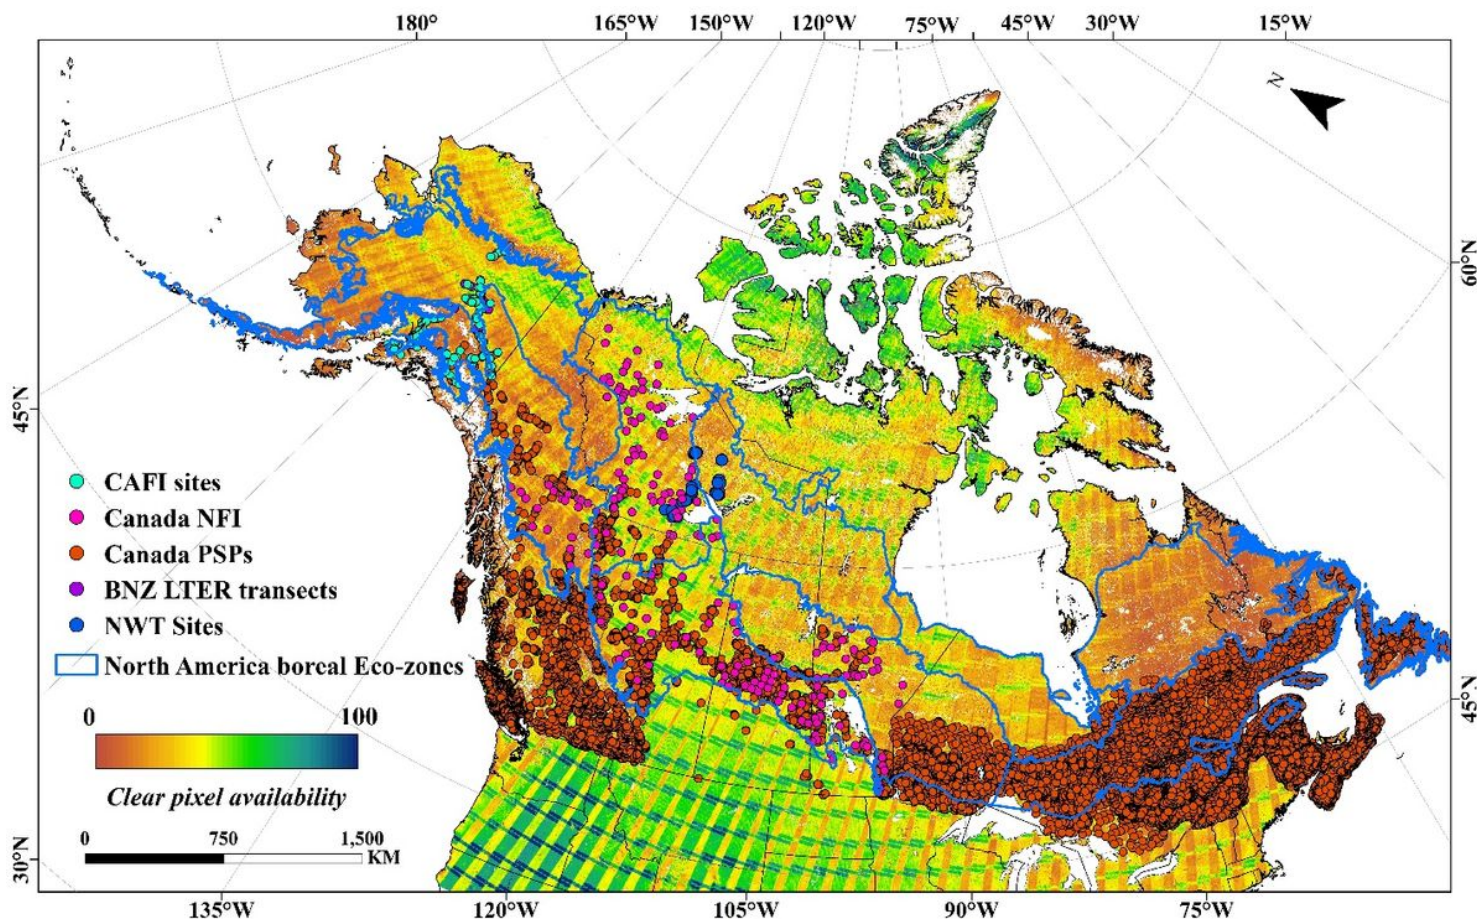 180° 165°W 150°W 120°W 75°W 45°W 30°W 15°W
N
60°N
45°N
CAFI sites
Canada NFI
Canada PSPs
BNZ LTER transects
NWT Sites
North America boreal Eco-zones
0 100
Clear pixel availability
0 750 1,500
KM
45°N
30°N
135°W 120°W 105°W 90°W 75°W